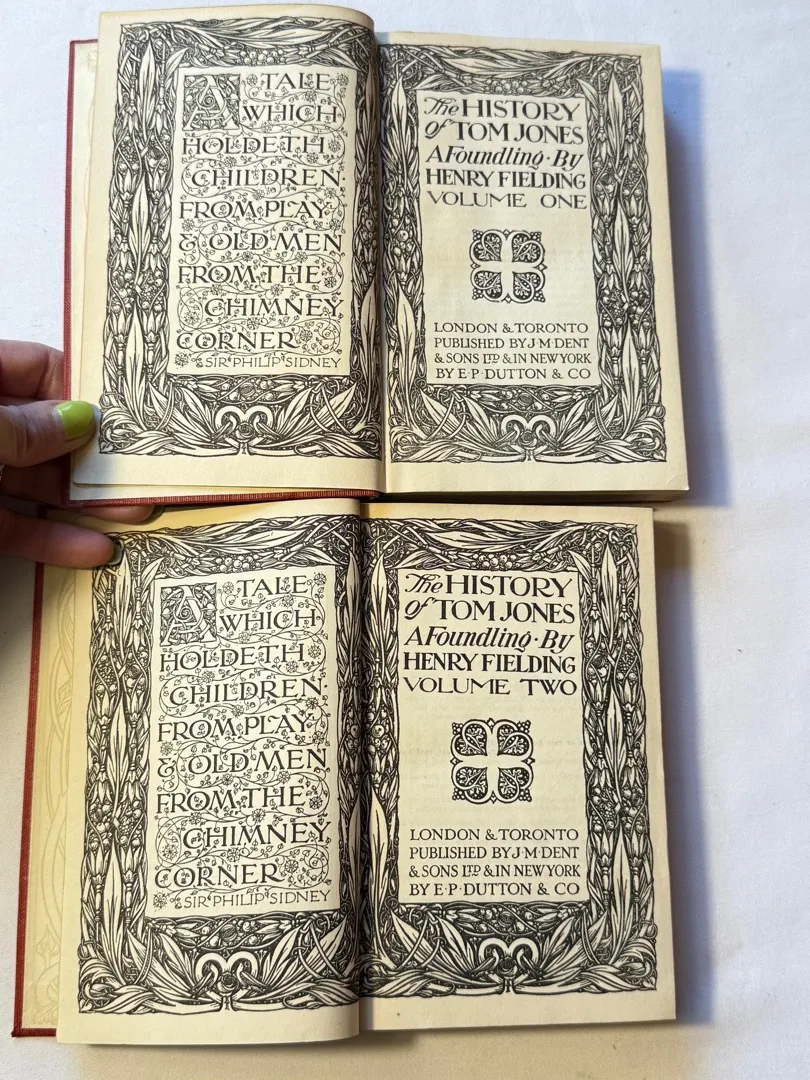 A TALE
WHICH
HOLDETH
CHILDREN
FROM PLAY
& OLD MEN
FROM THE
CHIMNEY
CORNER
SIR PHILIP SIDNEY
The HISTORY
of TOM JONES
A Foundling · By
HENRY FIELDING
VOLUME ONE
LONDON & TORONTO
PUBLISHED BY J·M·DENT
& SONS LTD & IN NEW YORK
BY E·P·DUTTON & CO
A TALE
WHICH
HOLDETH
CHILDREN
FROM PLAY
& OLD MEN
FROM THE
CHIMNEY
CORNER
SIR PHILIP SIDNEY
The HISTORY
of TOM JONES
A Foundling · By
HENRY FIELDING
VOLUME TWO
LONDON & TORONTO
PUBLISHED BY J·M·DENT
& SONS LTD & IN NEW YORK
BY E·P·DUTTON & CO